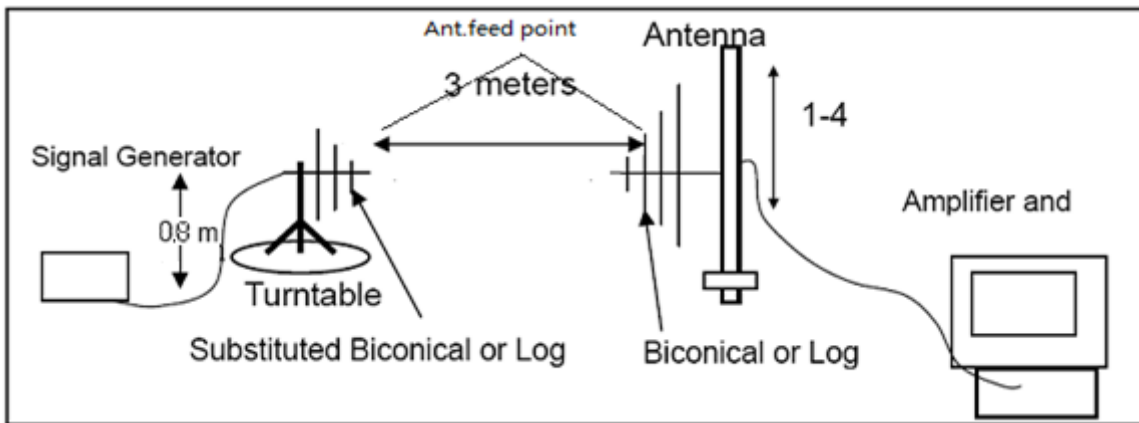 Ant.feed point
Antenna
3 meters
1-4
Signal Generator
0.8 m
Amplifier and
Turntable
Substituted Biconical or Log
Biconical or Log